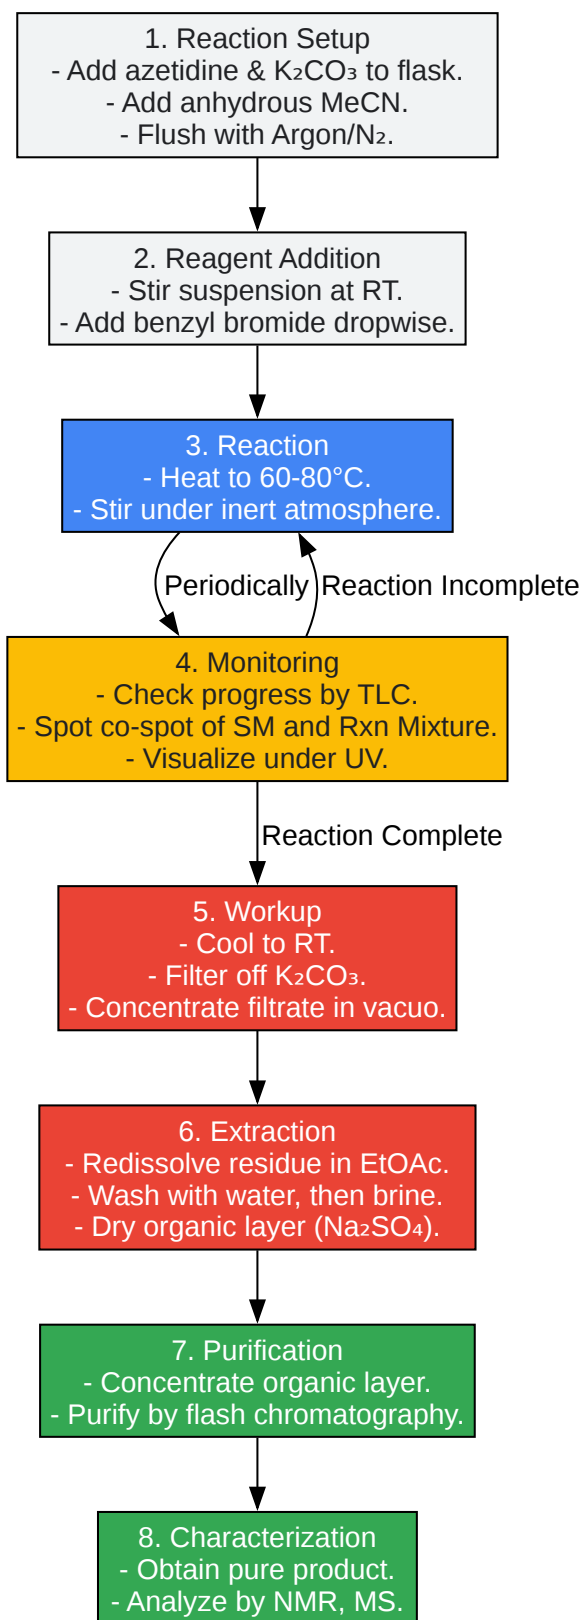 1. Reaction Setup
- Add azetidine & K₂CO₃ to flask.
- Add anhydrous MeCN.
- Flush with Argon/N₂.
2. Reagent Addition
- Stir suspension at RT.
- Add benzyl bromide dropwise.
3. Reaction
- Heat to 60-80°C.
- Stir under inert atmosphere.
Periodically
Reaction Incomplete
4. Monitoring
- Check progress by TLC.
- Spot co-spot of SM and Rxn Mixture.
- Visualize under UV.
Reaction Complete
5. Workup
- Cool to RT.
- Filter off K₂CO₃.
- Concentrate filtrate in vacuo.
6. Extraction
- Redissolve residue in EtOAc.
- Wash with water, then brine.
- Dry organic layer (Na₂SO₄).
7. Purification
- Concentrate organic layer.
- Purify by flash chromatography.
8. Characterization
- Obtain pure product.
- Analyze by NMR, MS.